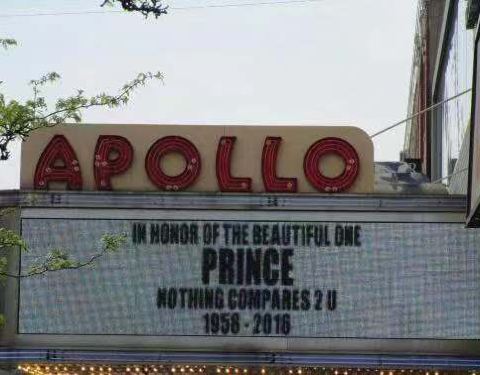 APOLLO
IN HONOR OF THE BEAUTIFUL ONE
PRINCE
NOTHING COMPARES 2 U
1958 - 2016